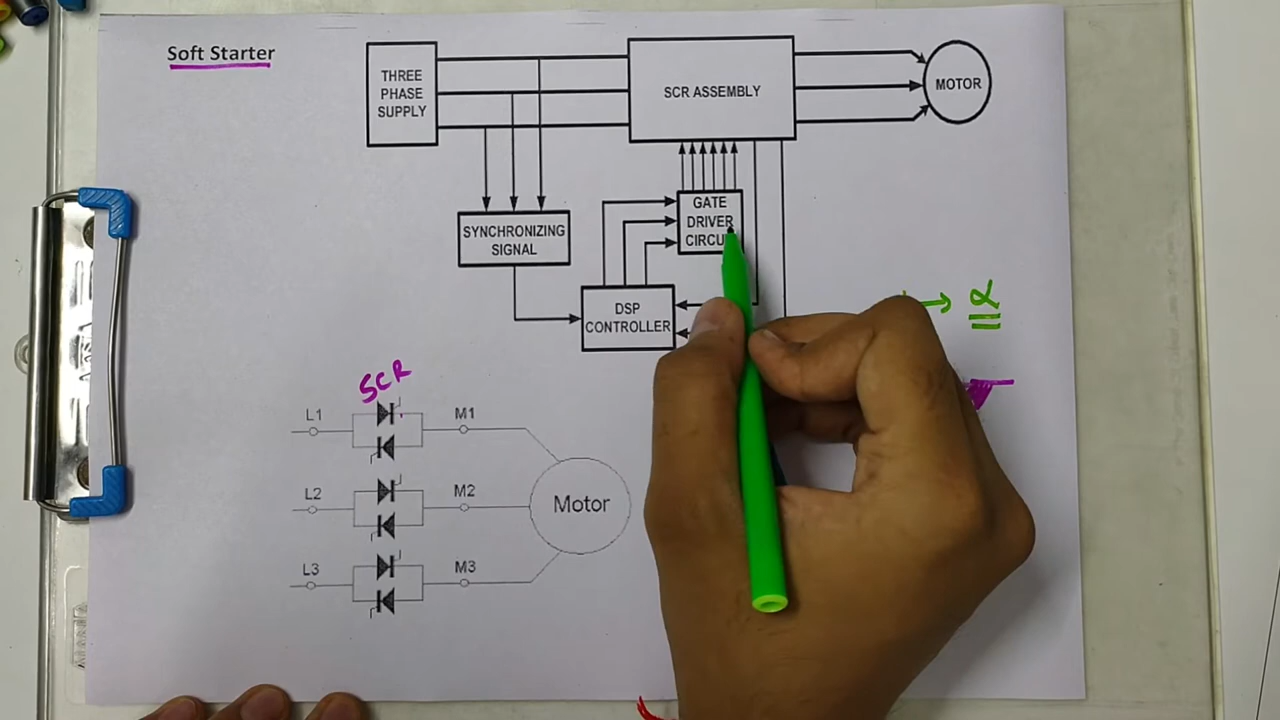 Soft Starter
THREE
PHASE
SUPPLY
SCR ASSEMBLY
MOTOR
GATE
DRIVER
SYNCHRONIZING
SIGNAL
DSP
CONTROLLER
α
SCR
L1
M1
L2
M2
Motor
L3
M3